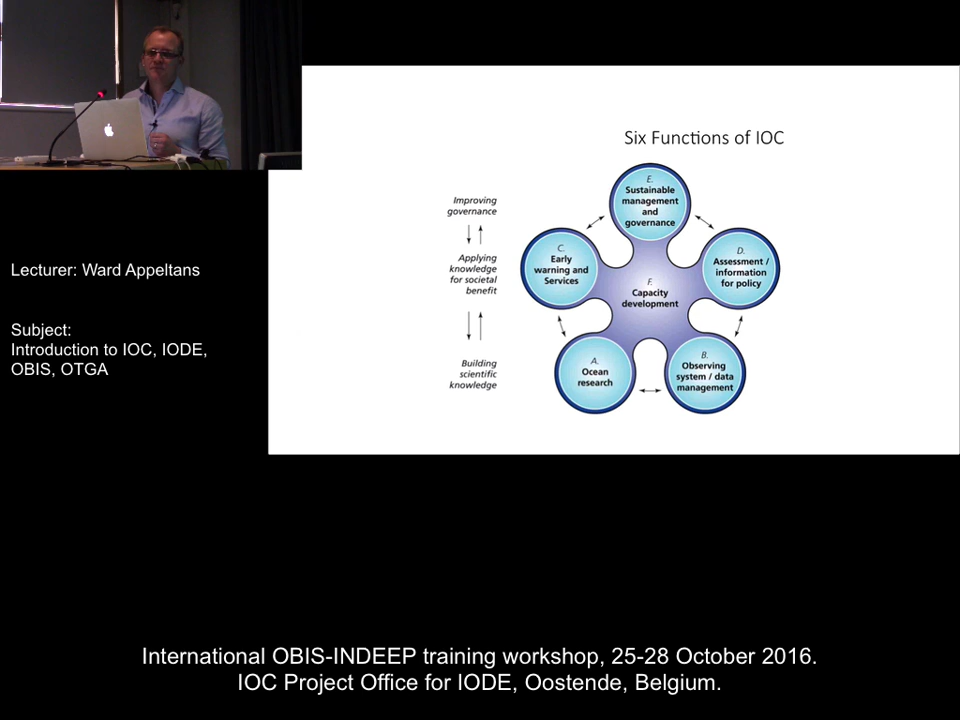 Six Functions of IOC
Improving
governance
Applying
knowledge
for societal
benefit
Building
scientific
knowledge
E.
Sustainable
management
and
governance
C.
Early
warning and
Services
D.
Assessment /
information
for policy
F.
Capacity
development
A.
Ocean
research
B.
Observing
system / data
management
Lecturer: Ward Appeltans
Subject:
Introduction to IOC, IODE,
OBIS, OTGA
International OBIS-INDEEP training workshop, 25-28 October 2016.
IOC Project Office for IODE, Oostende, Belgium.